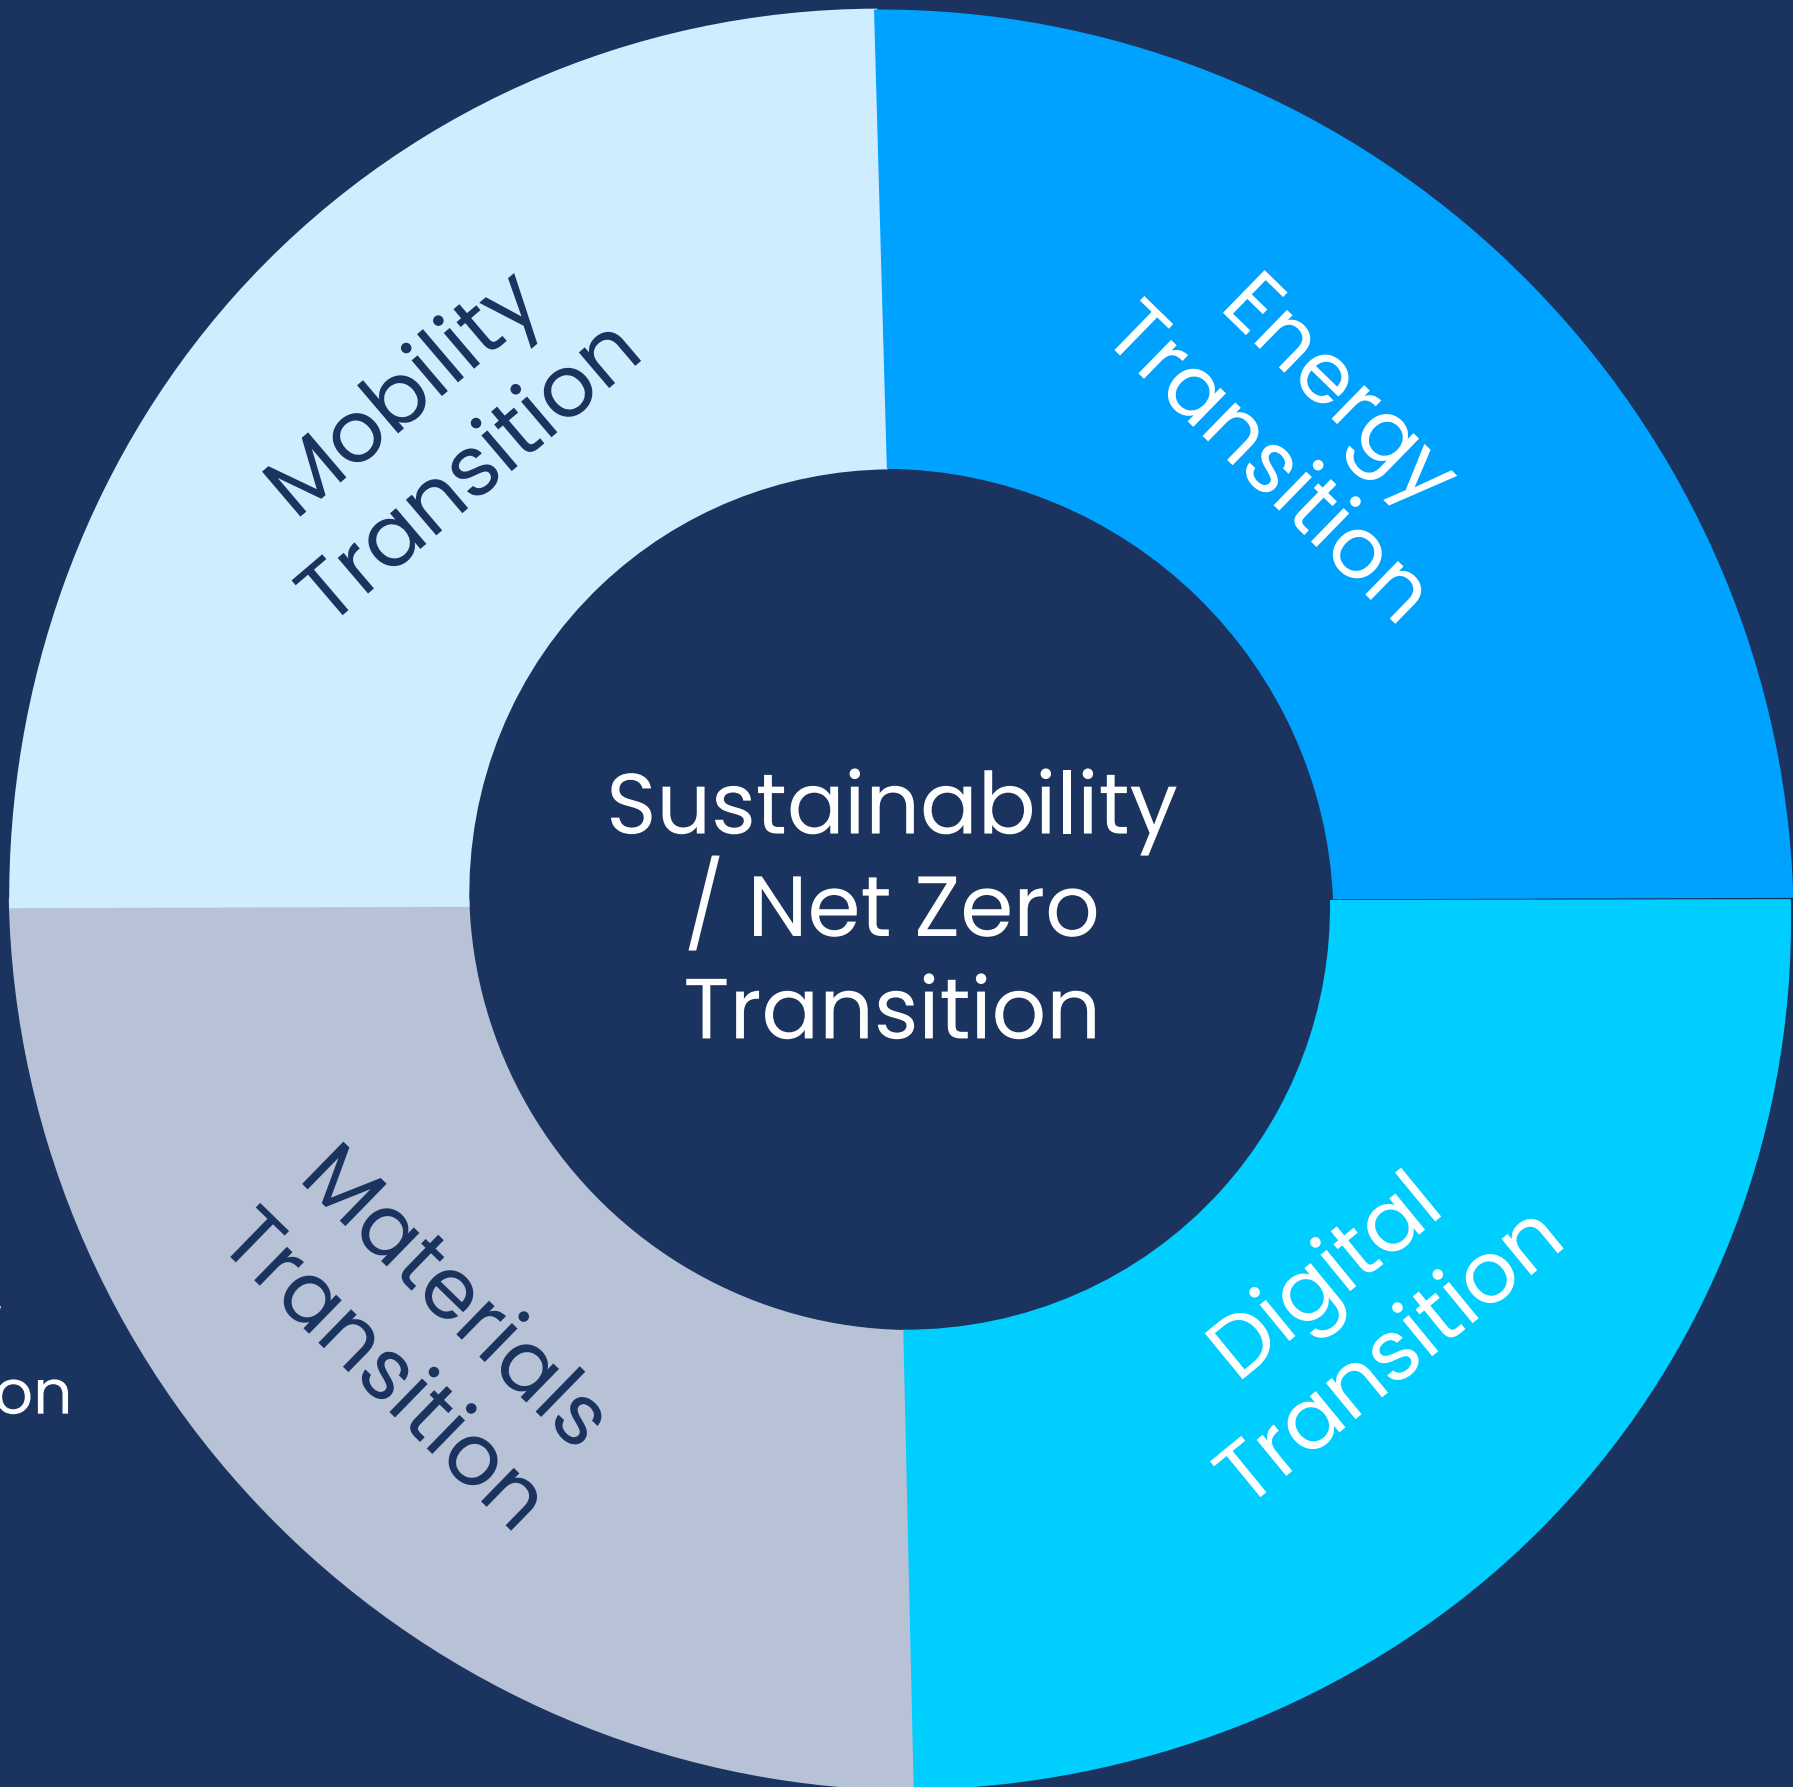 Mobility
Transition
Energy
Transition
Sustainability
/ Net Zero
Transition
Materials
Transition
Digital
Transition
on